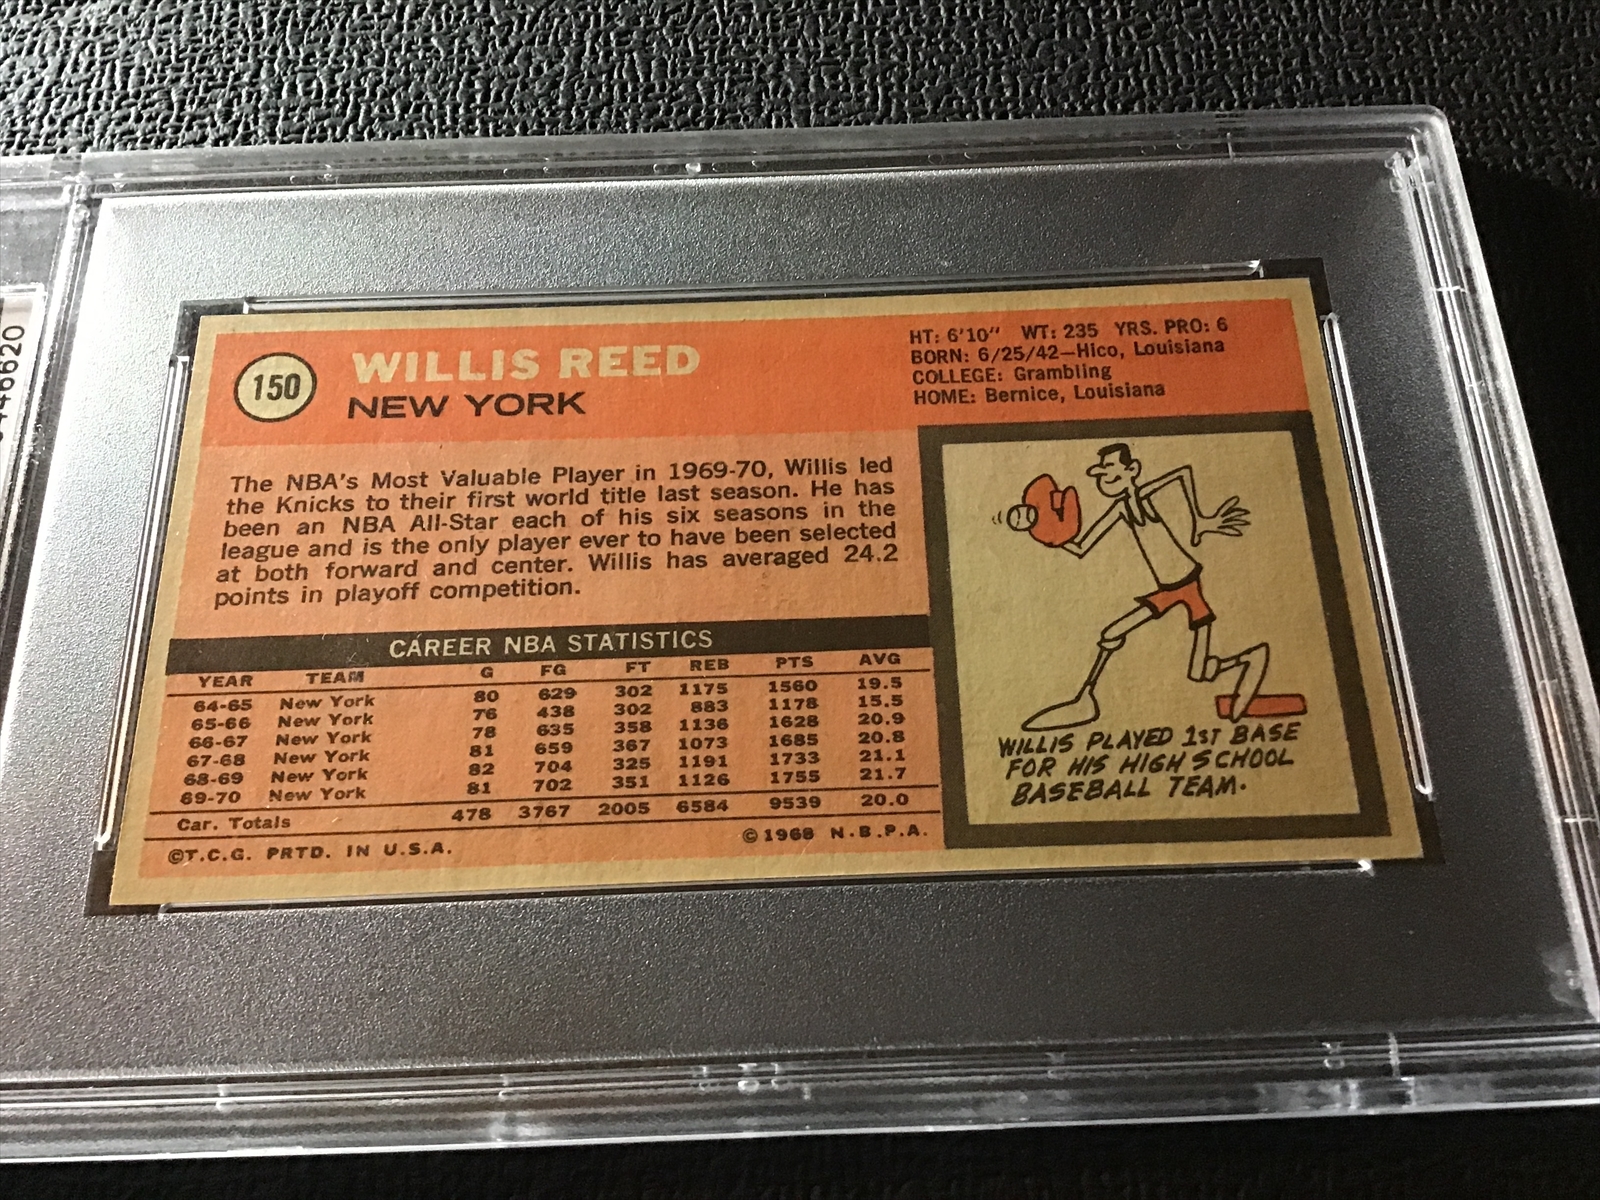 46620
150
WILLIS REED
NEW YORK
HT: 6'10" WT: 235 YRS. PRO: 6
BORN: 6/25/42—Hico, Louisiana
COLLEGE: Grambling
HOME: Bernice, Louisiana
The NBA's Most Valuable Player in 1969-70, Willis led
the Knicks to their first world title last season. He has
been an NBA All-Star each of his six seasons in the
league and is the only player ever to have been selected
at both forward and center. Willis has averaged 24.2
points in playoff competition.
CAREER NBA STATISTICS
YEAR TEAM G FG FT REB PTS AVG
64-65 New York 80 629 302 1175 1560 19.5
65-66 New York 76 438 302 883 1178 15.5
66-67 New York 78 635 358 1136 1628 20.9
67-68 New York 81 659 367 1073 1685 20.8
68-69 New York 82 704 325 1191 1733 21.1
69-70 New York 81 702 351 1126 1755 21.7
Car. Totals 478 3767 2005 6584 9539 20.0
©T.C.G. PRTD. IN U.S.A.
©1968 N.B.P.A.
WILLIS PLAYED 1ST BASE
FOR HIS HIGH SCHOOL
BASEBALL TEAM.